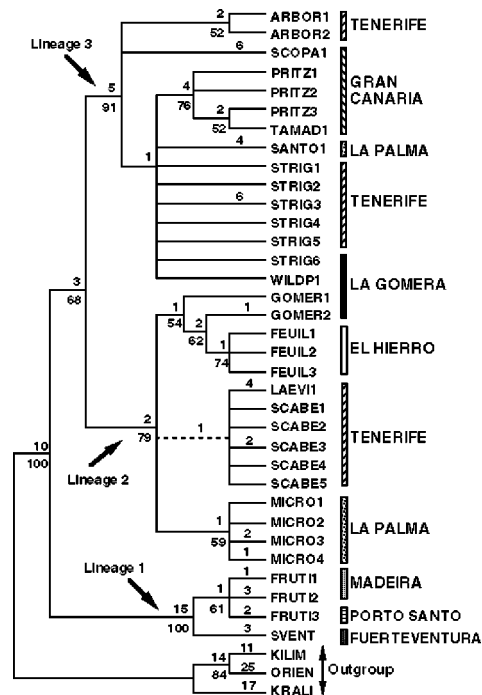 2 ARBOR1
52 ARBOR2 TENERIFE
Lineage 3
6 SCOPA1
PRITZ1
5 4 PRITZ2 GRAN
91 76 2 PRITZ3 CANARIA
52 TAMAD1
4 SANTO1 LA PALMA
1 STRIG1
STRIG2
6 STRIG3 TENERIFE
STRIG4
STRIG5
STRIG6
3 WILDP1 LA GOMERA
68 1 GOMER1
54 2 1 GOMER2
62 FEUIL1
1 FEUIL2 EL HIERRO
74 FEUIL3
4 LAEVI1
SCABE1
2 1 SCABE2 TENERIFE
79 2 SCABE3
10 SCABE4
100 Lineage 2 SCABE5
MICRO1
1 MICRO2 LA PALMA
59 2 MICRO3
1 MICRO4
Lineage 1 1 FRUTI1 MADEIRA
1 3 FRUTI2
15 61 2 FRUTI3 PORTO SANTO
100 3 SVENT FUERTEVENTURA
14 11 KILIM
84 25 ORIEN Outgroup
17 KRALI